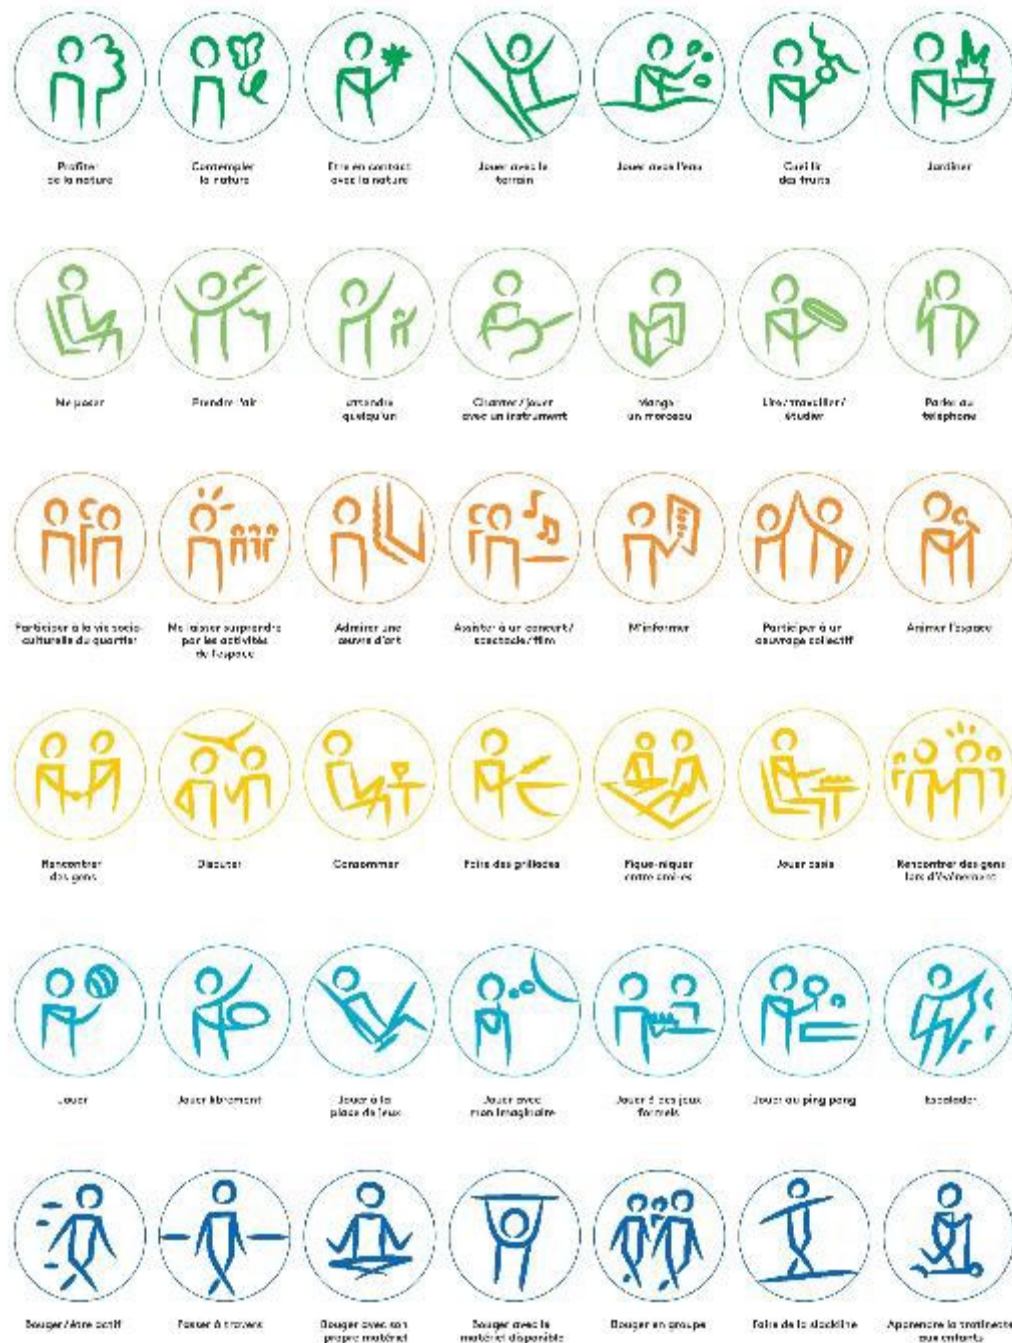 Profiter
de la nature
Contempler
la nature
Etre en contact
avec la nature
Jouer avec le
terrain
Jouer avec l'eau
Cueillir
des fruits
Jardiner
Me poser
Prendre l'air
Attendre
quelqu'un
Chanter / jouer
avec un instrument
Manger
un morceau
Lire / travailler /
étudier
Parler au
téléphone
Participer à la vie socio-
culturelle du quartier
Me laisser surprendre
par les activités
de l'espace
Admirer une
œuvre d'art
Assister à un concert /
spectacle / film
M'informer
Participer à un
ouvrage collectif
Animer l'espace
Rencontrer
des gens
Discuter
Consommer
Faire des grillades
Pique-niquer
entre ami·es
Jouer assis
Rencontrer des gens
lors d'événement
Jouer
Jouer librement
Jouer à la
place de jeux
Jouer avec
mon imaginaire
Jouer à des jeux
formels
Jouer au ping pong
Escalader
Bouger / être actif
Passer à travers
Bouger avec son
propre matériel
Bouger avec le
matériel disponible
Bouger en groupe
Faire de la slackline
Apprendre la trottinette
aux enfants